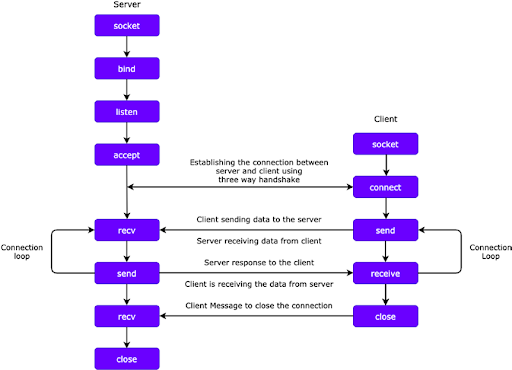 Server
socket
bind
listen
accept
Client
socket
Establishing the connection between
server and client using
three way handshake
connect
recv
Client sending data to the server
send
Server receiving data from client
Connection
loop
Connection
Loop
send
Server response to the client
receive
Client is receiving the data from server
recv
Client Message to close the connection
close
close